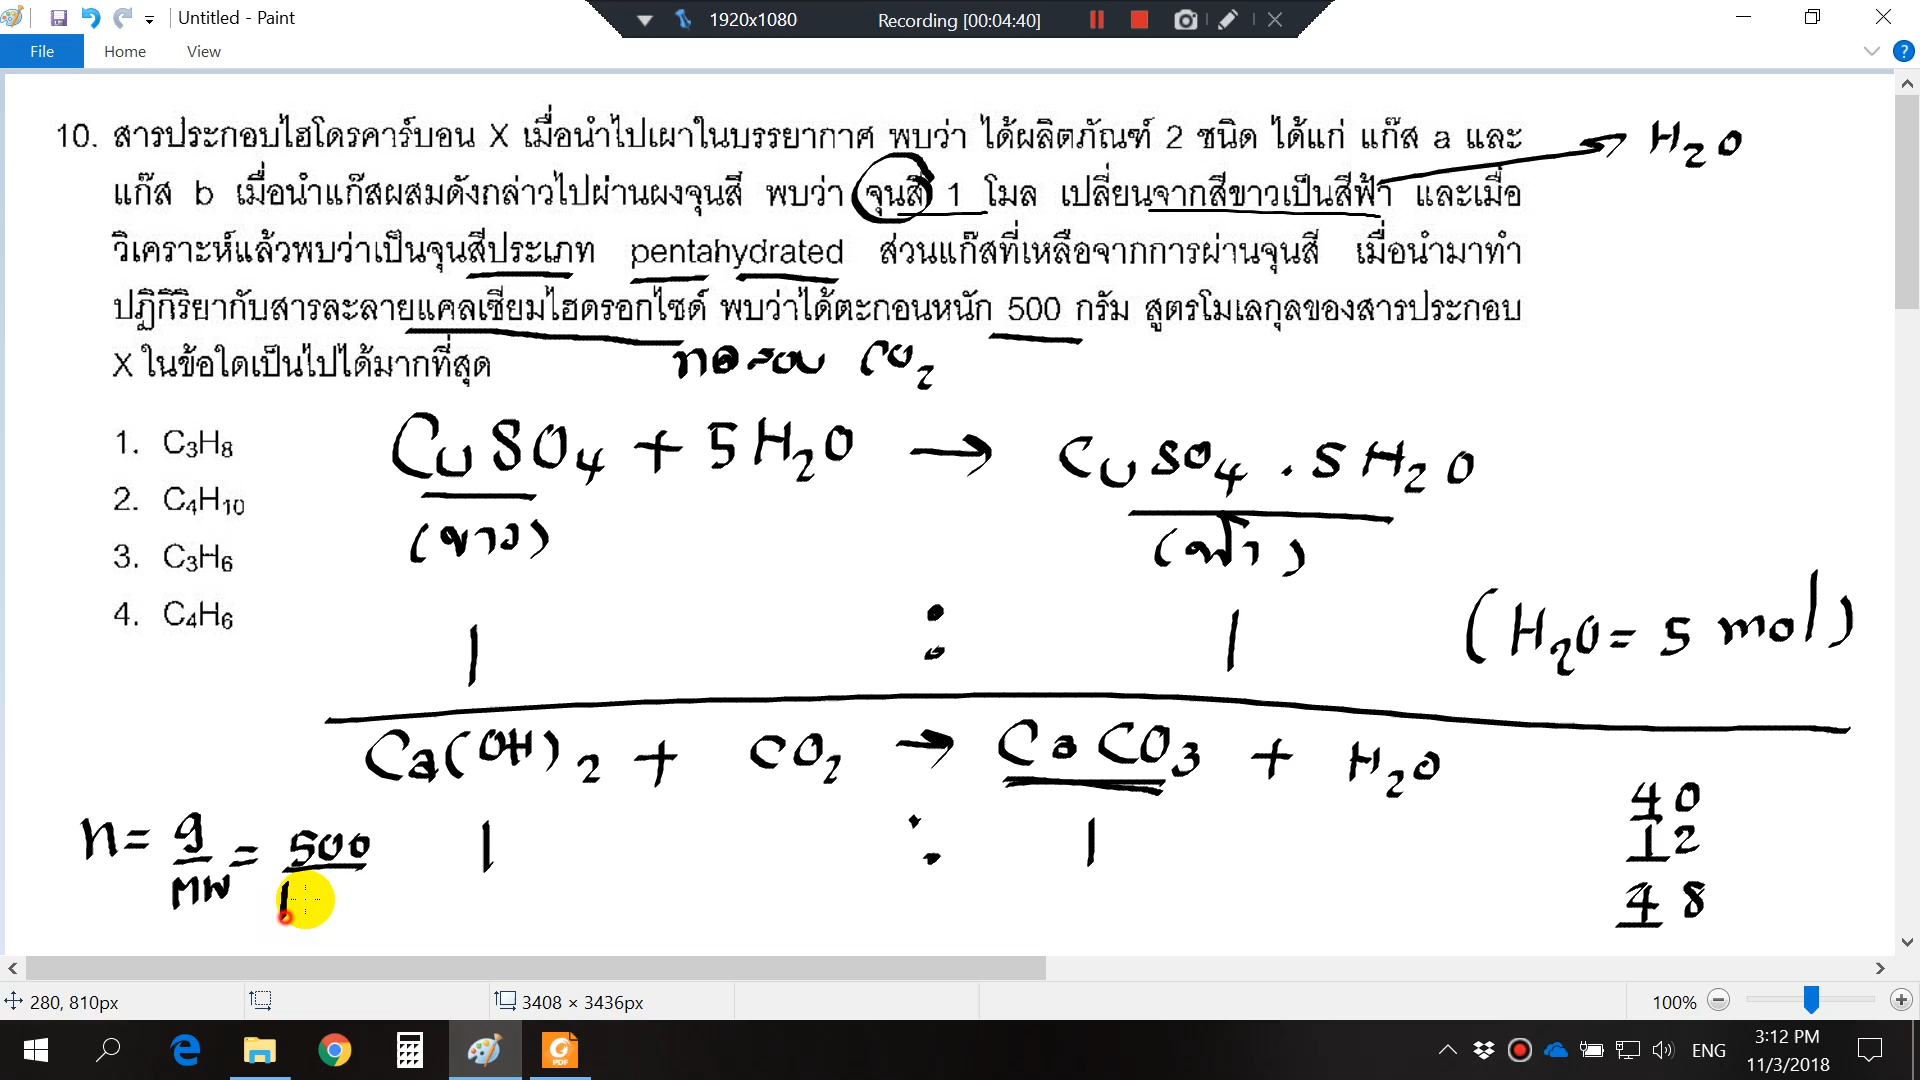 Untitled - Paint
1920x1080
Recording [00:04:40]
File
Home
View
10. สารประกอบไฮโดรคาร์บอน X เมื่อนำไปเผาในบรรยากาศ พบว่า ได้ผลิตภัณฑ์ 2 ชนิด ได้แก่ แก๊ส a และ
H₂O
แก๊ส b เมื่อนำแก๊สผสมดังกล่าวไปผ่านผงจุนสี พบว่า จุนสี 1 โมล เปลี่ยนจากสีขาวเป็นสีฟ้า และเมื่อ
วิเคราะห์แล้วพบว่าเป็นจุนสีประเภท pentahydrated ส่วนแก๊สที่เหลือจากการผ่านจุนสี เมื่อนำมาทำ
ปฏิกิริยากับสารละลายแคลเซียมไฮดรอกไซด์ พบว่าได้ตะกอนหนัก 500 กรัม สูตรโมเลกุลของสารประกอบ
X ในข้อใดเป็นไปได้มากที่สุด
ทดสอบ CO₂
1. C₃H₈
2. C₄H₁₀
3. C₃H₆
4. C₄H₆
CuSO₄ + 5H₂O → CuSO₄ . 5H₂O
(ขาว) (ฟ้า)
1 : 1 (H₂O = 5 mol)
Ca(OH)₂ + CO₂ → CaCO₃ + H₂O
1 : 1
40
12
48
n = g/MW = 500/1
280, 810px
3408 × 3436px
100%
ENG
3:12 PM
11/3/2018